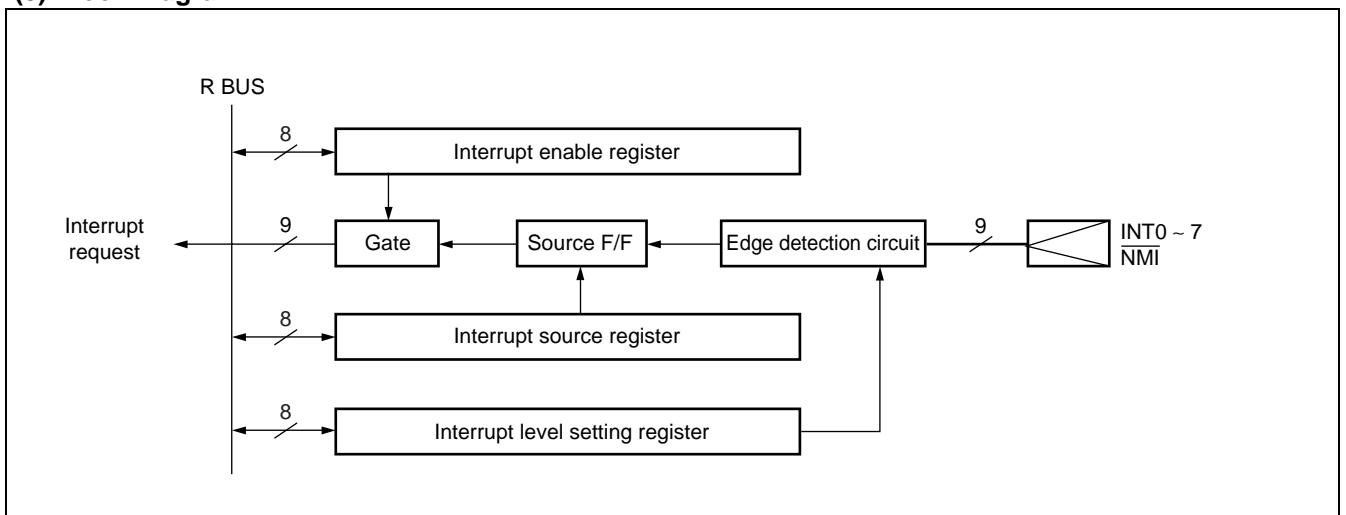 R BUS
8
Interrupt enable register
Interrupt
request
9
Gate
Source F/F
Edge detection circuit
9
INT0 ~ 7
NMI
8
Interrupt source register
8
Interrupt level setting register